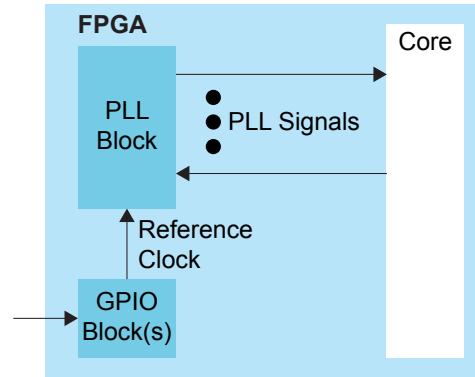 FPGA
Core
PLL
Block
PLL Signals
Reference
Clock
GPIO
Block(s)